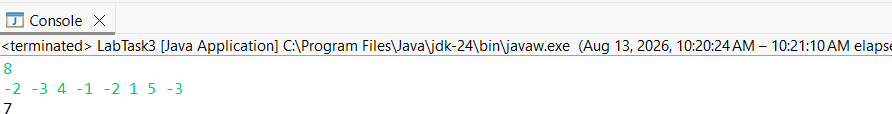 Console
<terminated> LabTask3 [Java Application] C:\Program Files\Java\jdk-24\bin\javaw.exe (Aug 13, 2026, 10:20:24 AM – 10:21:10 AM elapse
8
-2 -3 4 -1 -2 1 5 -3
7